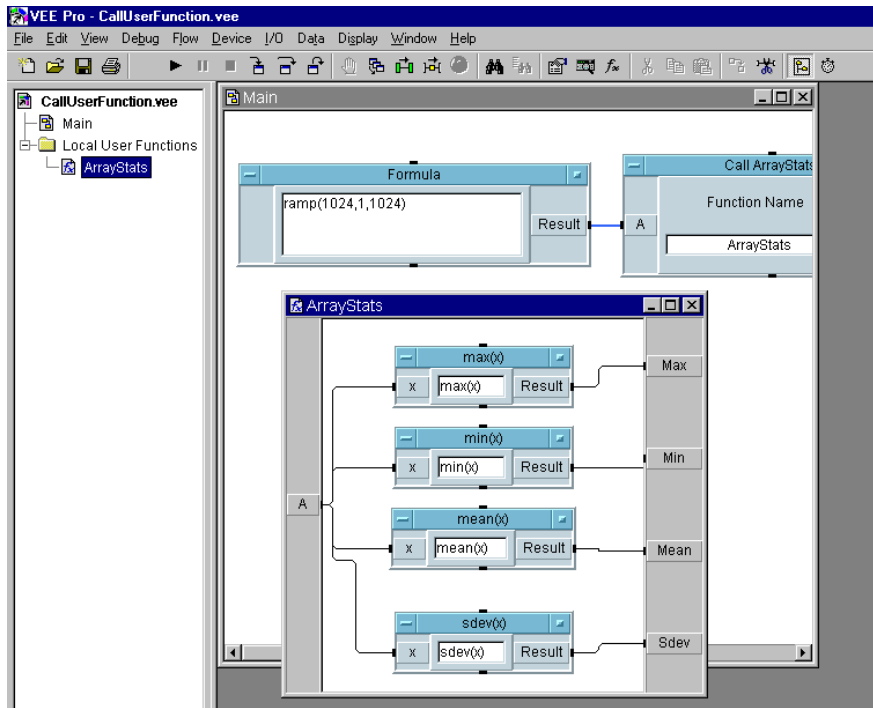 VEE Pro - CallUserFunction.vee
File Edit View Debug Flow Device I/O Data Display Window Help
CallUserFunction.vee
Main
Local User Functions
ArrayStats
Main
Formula
ramp(1024,1,1024)
Result
Call ArrayStats
A
Function Name
ArrayStats
ArrayStats
A
max(x)
x
max(x)
Result
Max
min(x)
x
min(x)
Result
Min
mean(x)
x
mean(x)
Result
Mean
sdev(x)
x
sdev(x)
Result
Sdev